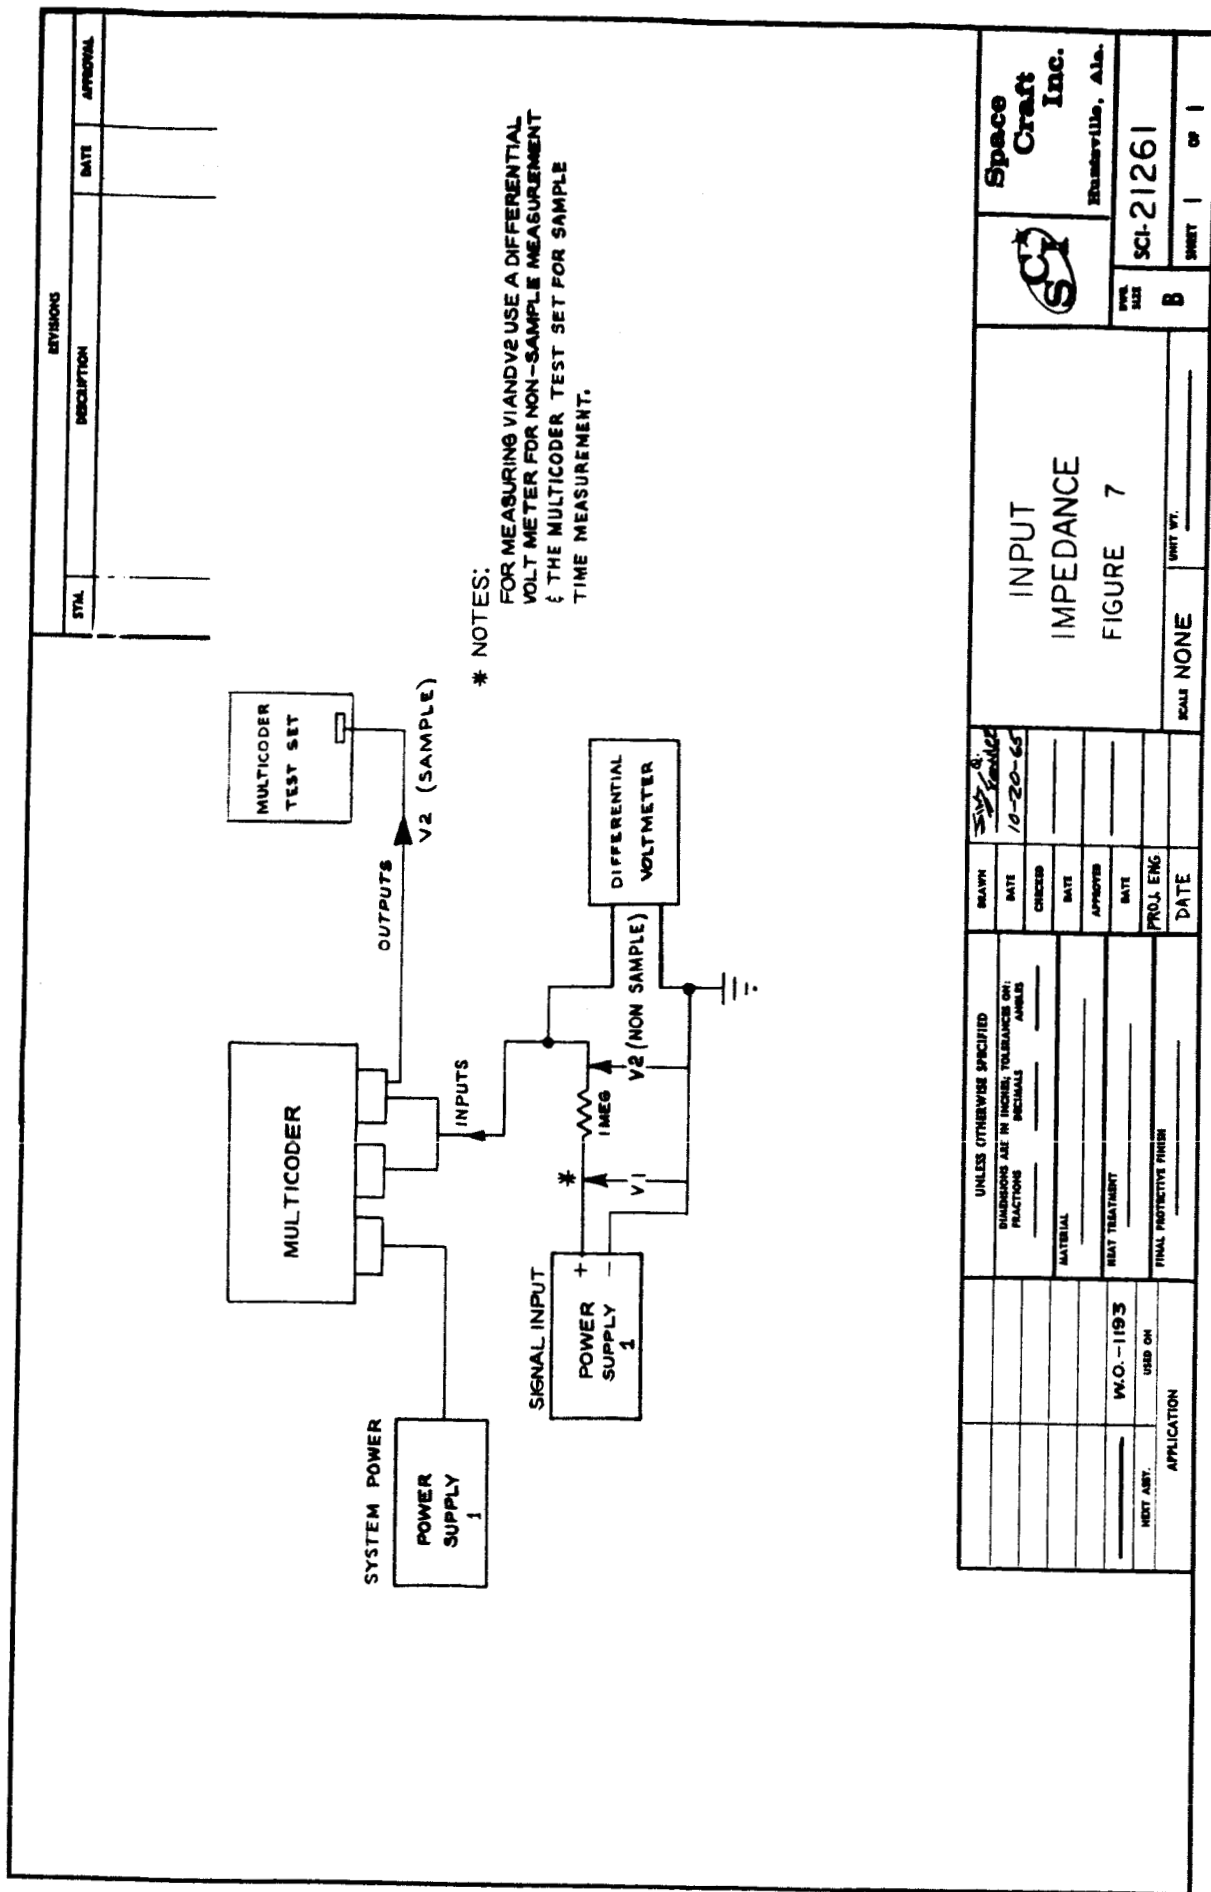 REVISIONS
SYM. DESCRIPTION DATE APPROVAL
MULTICODER
TEST SET
OUTPUTS
V2 (SAMPLE)
MULTICODER
INPUTS
SYSTEM POWER
POWER
SUPPLY
1
SIGNAL INPUT
POWER
SUPPLY
1
+
–
*
V1
1 MEG
V2 (NON SAMPLE)
DIFFERENTIAL
VOLTMETER
* NOTES:
FOR MEASURING V1 AND V2 USE A DIFFERENTIAL
VOLT METER FOR NON-SAMPLE MEASUREMENT
& THE MULTICODER TEST SET FOR SAMPLE
TIME MEASUREMENT.
W.O.-1193
NEXT ASSY. USED ON
APPLICATION
UNLESS OTHERWISE SPECIFIED
DIMENSIONS ARE IN INCHES; TOLERANCES ON:
FRACTIONS DECIMALS ANGLES
MATERIAL
HEAT TREATMENT
FINAL PROTECTIVE FINISH
DRAWN
DATE 10-20-65
CHECKED
DATE
APPROVED
DATE
PROJ. ENG
DATE
INPUT
IMPEDANCE
FIGURE 7
SCALE NONE
UNIT WT.
SCI
Space
Craft
Inc.
Huntsville, Ala.
DWG.
SIZE
B
SCI-21261
SHEET 1 OF 1